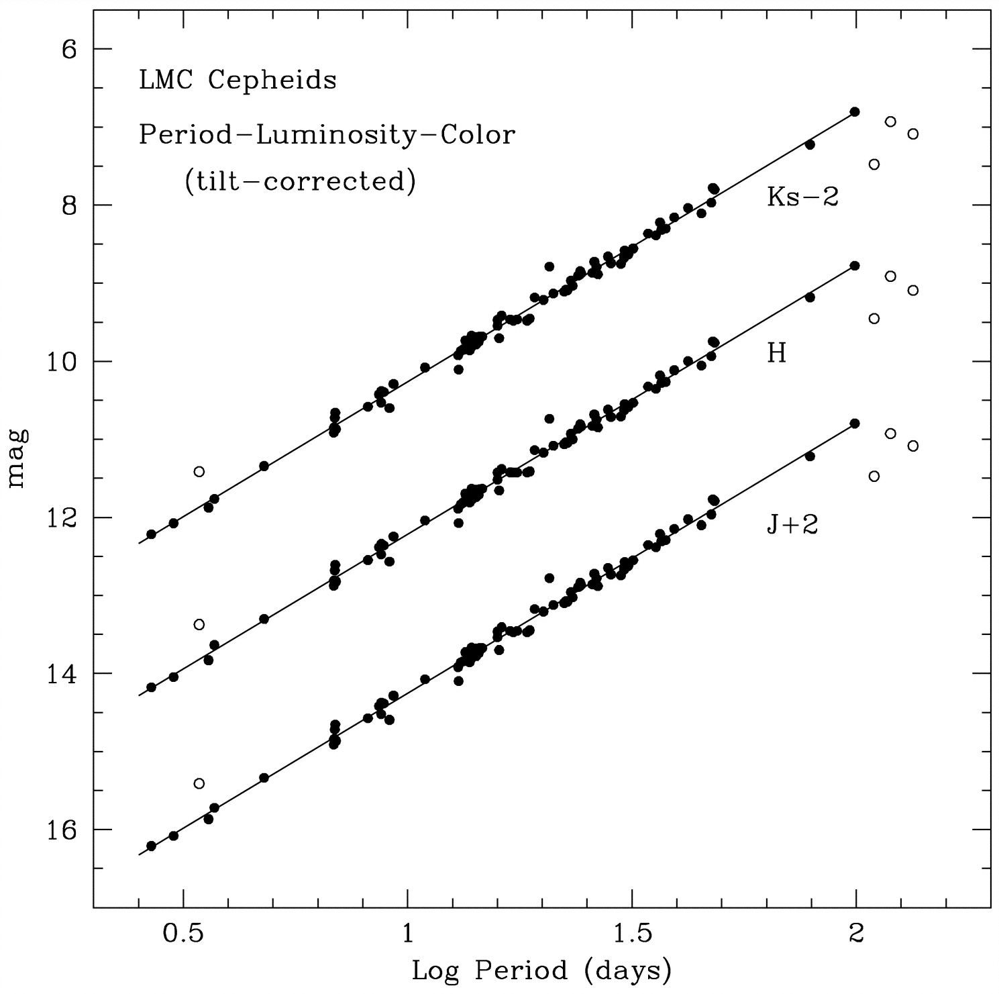 6
LMC Cepheids
Period-Luminosity-Color
(tilt-corrected)
8
Ks-2
10
H
mag
12
J+2
14
16
0.5 1 1.5 2
Log Period (days)